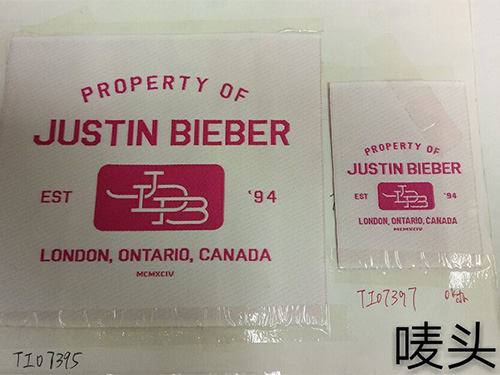 PROPERTY OF
JUSTIN BIEBER
EST
'94
LONDON, ONTARIO, CANADA
MCMXCIV
TI07395
PROPERTY OF
JUSTIN BIEBER
EST
'94
LONDON, ONTARIO, CANADA
MCMXCIV
TI07397
唛头